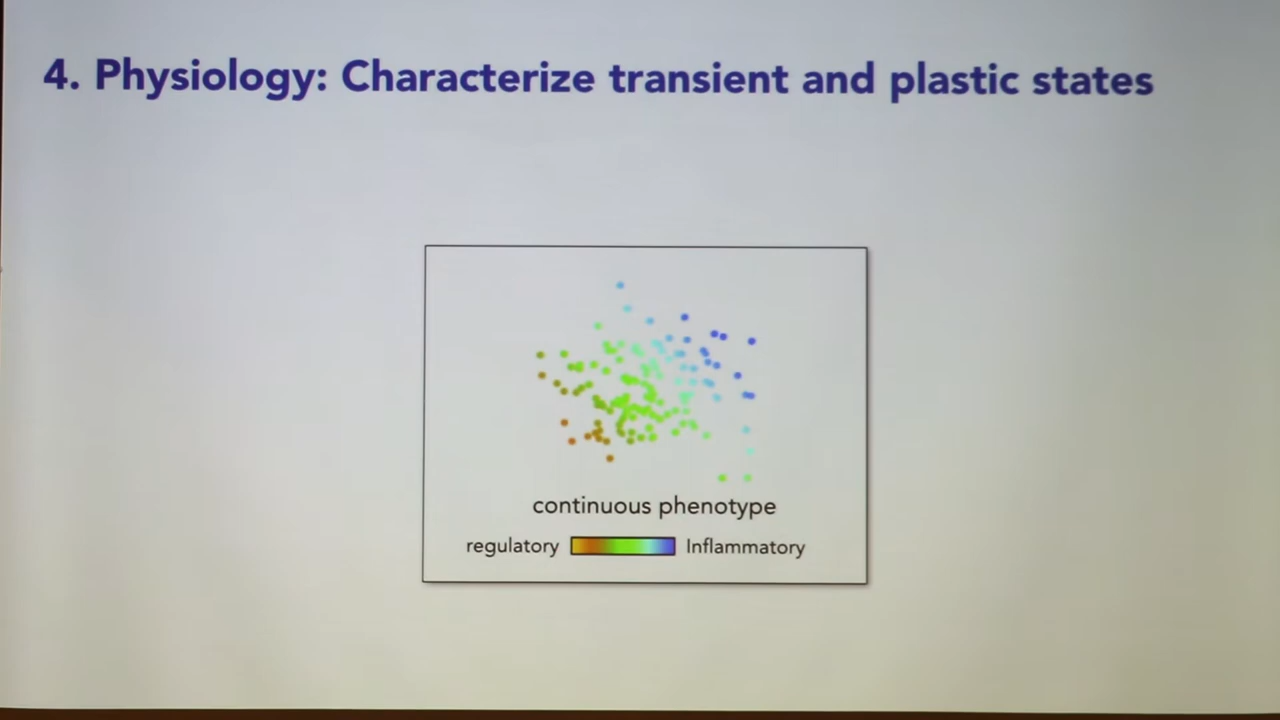 4. Physiology: Characterize transient and plastic states
continuous phenotype
regulatory Inflammatory